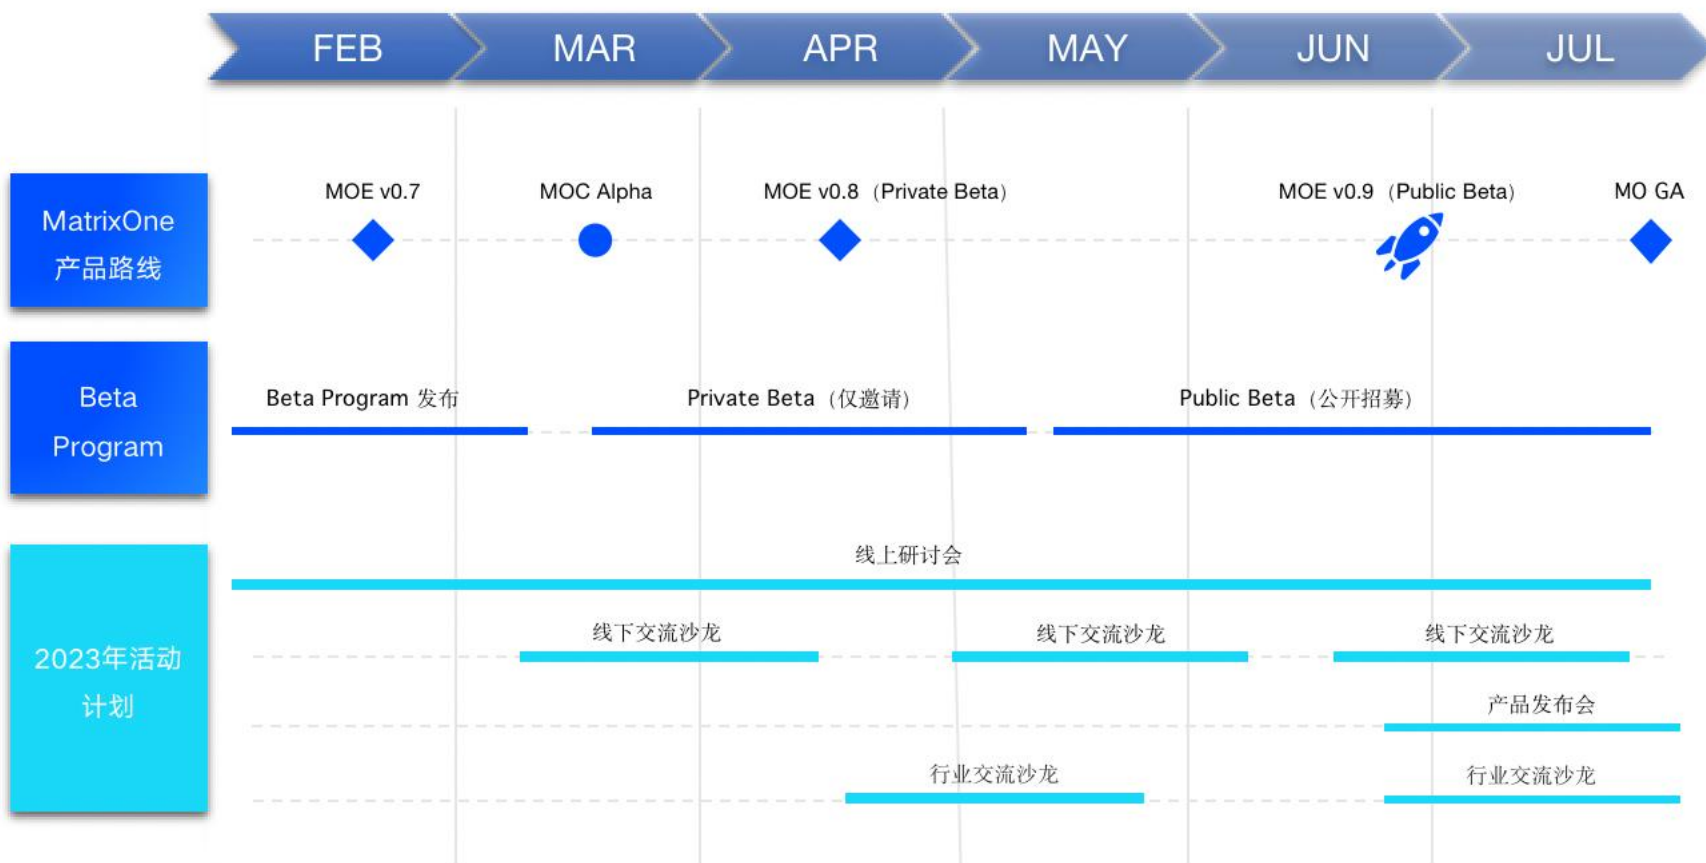 FEB
MAR
APR
MAY
JUN
JUL
MatrixOne
产品路线
MOE v0.7
MOC Alpha
MOE v0.8（Private Beta）
MOE v0.9（Public Beta）
MO GA
Beta
Program
Beta Program 发布
Private Beta（仅邀请）
Public Beta（公开招募）
2023年活动
计划
线上研讨会
线下交流沙龙
线下交流沙龙
线下交流沙龙
产品发布会
行业交流沙龙
行业交流沙龙